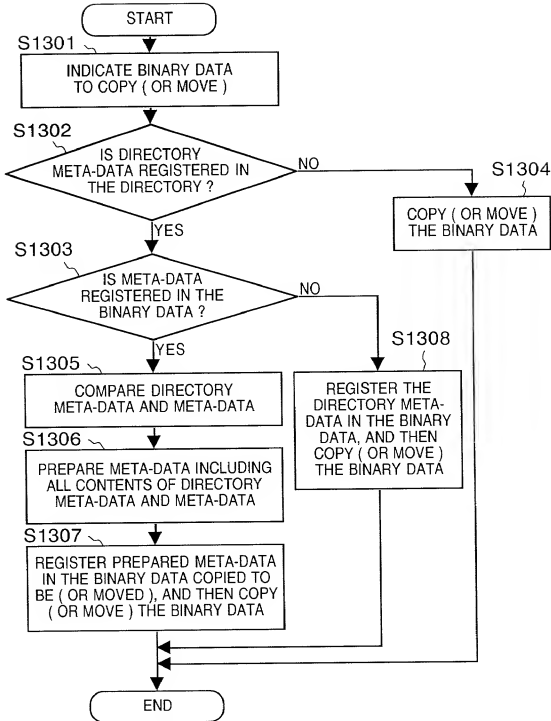 START
S1301
INDICATE BINARY DATA
TO COPY ( OR MOVE )
S1302
IS DIRECTORY
META-DATA REGISTERED IN
THE DIRECTORY ?
NO
YES
S1304
COPY ( OR MOVE )
THE BINARY DATA
S1303
IS META-DATA
REGISTERED IN THE
BINARY DATA ?
NO
YES
S1308
REGISTER THE
DIRECTORY META-
DATA IN THE BINARY
DATA, AND THEN
COPY ( OR MOVE )
THE BINARY DATA
S1305
COMPARE DIRECTORY
META-DATA AND META-DATA
S1306
PREPARE META-DATA INCLUDING
ALL CONTENTS OF DIRECTORY
META-DATA AND META-DATA
S1307
REGISTER PREPARED META-DATA
IN THE BINARY DATA COPIED TO
BE ( OR MOVED ), AND THEN COPY
( OR MOVE ) THE BINARY DATA
END